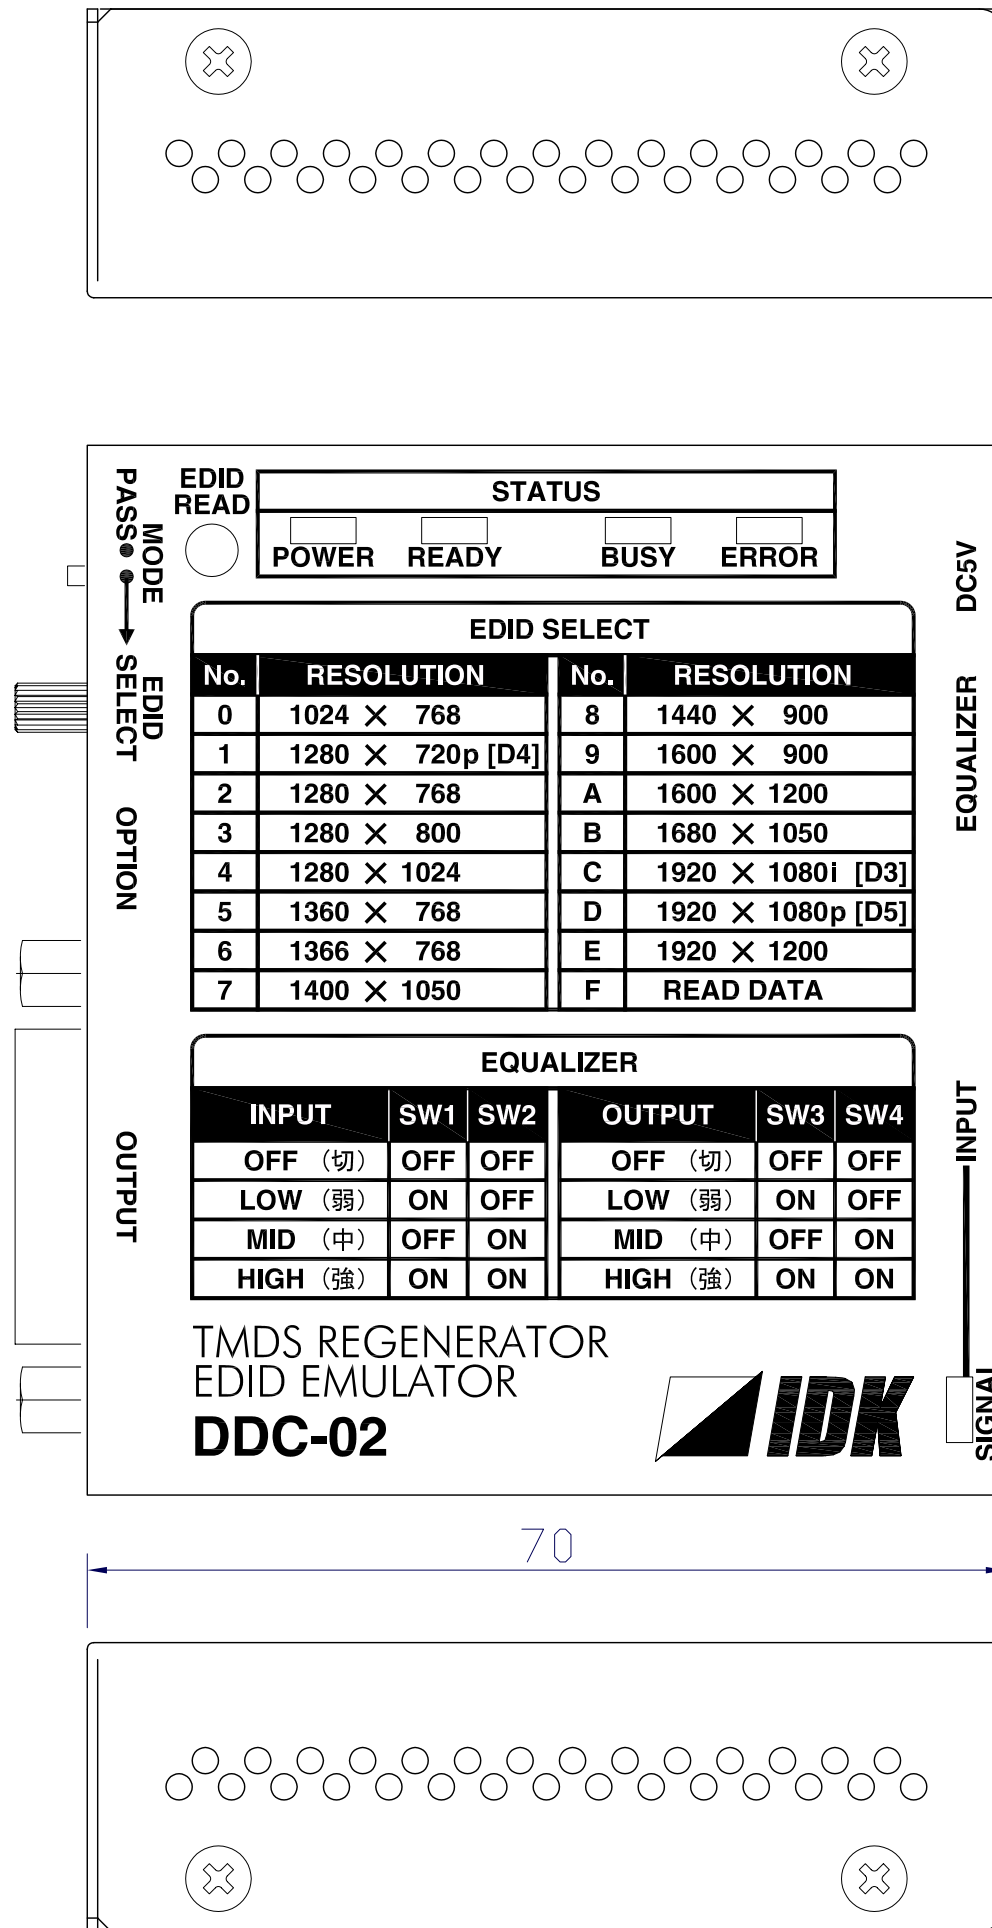 EDID
READ
STATUS
POWER READY BUSY ERROR
PASS
MODE
EDID
SELECT
OPTION
OUTPUT
DC5V
EQUALIZER
INPUT
SIGNAL
EDID SELECT
No. RESOLUTION No. RESOLUTION
0 1024 × 768 8 1440 × 900
1 1280 × 720p [D4] 9 1600 × 900
2 1280 × 768 A 1600 × 1200
3 1280 × 800 B 1680 × 1050
4 1280 × 1024 C 1920 × 1080i [D3]
5 1360 × 768 D 1920 × 1080p [D5]
6 1366 × 768 E 1920 × 1200
7 1400 × 1050 F READ DATA
EQUALIZER
INPUT SW1 SW2 OUTPUT SW3 SW4
OFF （切） OFF OFF OFF （切） OFF OFF
LOW （弱） ON OFF LOW （弱） ON OFF
MID （中） OFF ON MID （中） OFF ON
HIGH （強） ON ON HIGH （強） ON ON
TMDS REGENERATOR
EDID EMULATOR
DDC-02
IDK
70